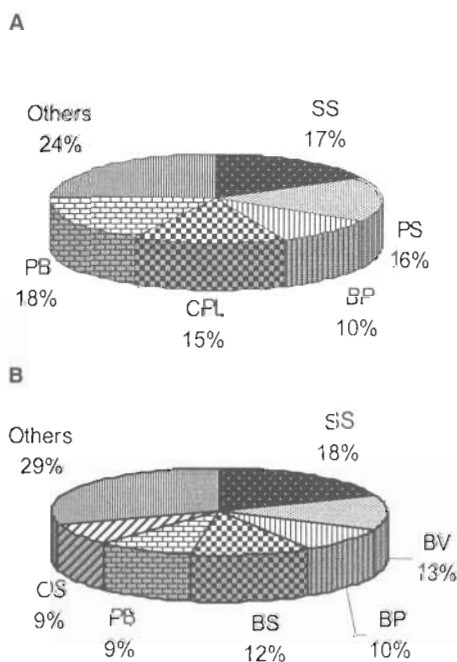 A
Others
24%
SS
17%
PS
16%
BP
10%
CPL
15%
PB
18%
B
Others
29%
SS
18%
BV
13%
BP
10%
BS
12%
PB
9%
OS
9%